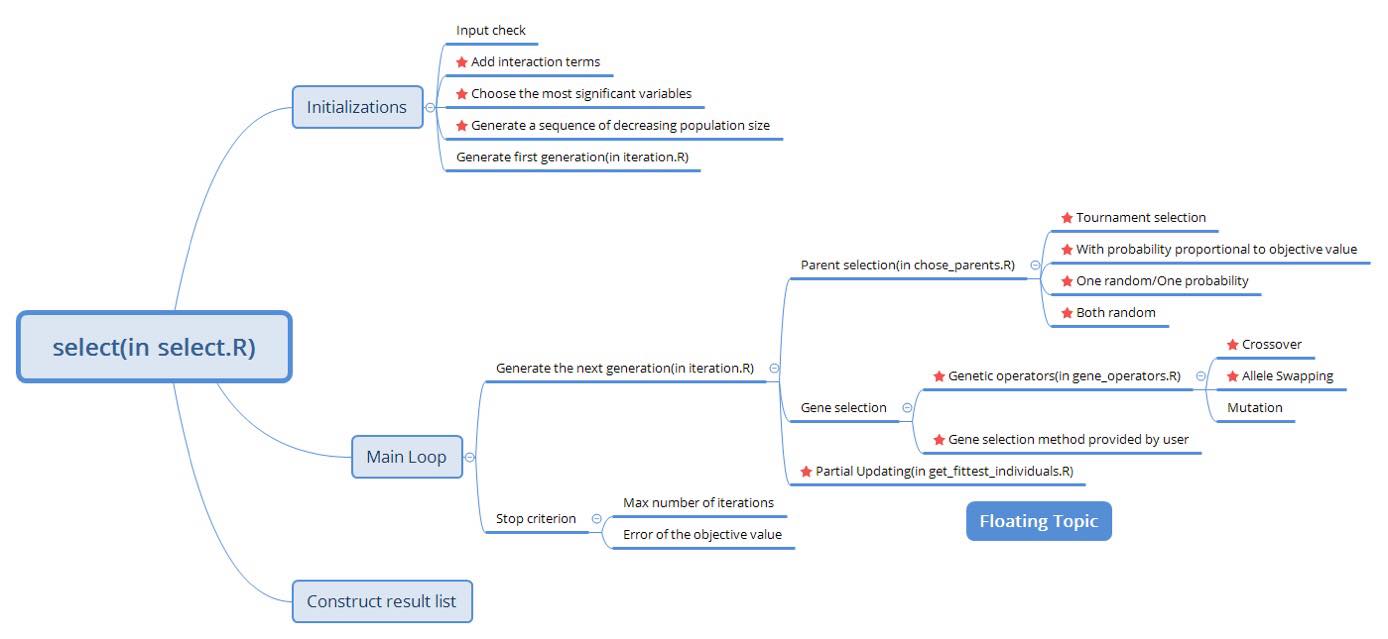 Input check
Add interaction terms
Initializations
Choose the most significant variables
Generate a sequence of decreasing population size
Generate first generation(in iteration.R)
select(in select.R)
Main Loop
Generate the next generation(in iteration.R)
Parent selection(in chose_parents.R)
Tournament selection
With probability proportional to objective value
One random/One probability
Both random
Gene selection
Genetic operators(in gene_operators.R)
Crossover
Allele Swapping
Mutation
Gene selection method provided by user
Partial Updating(in get_fittest_individuals.R)
Stop criterion
Max number of iterations
Error of the objective value
Floating Topic
Construct result list